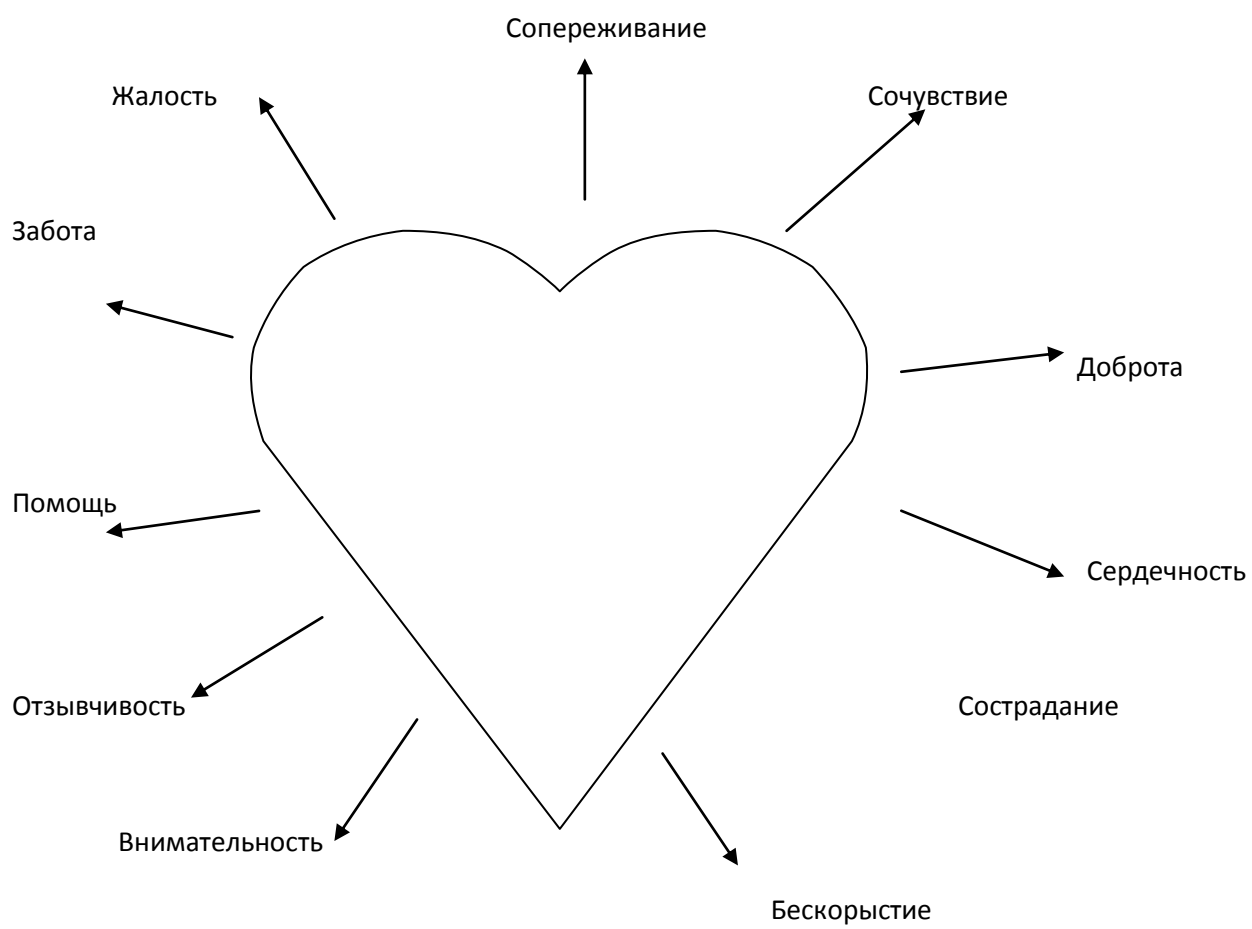 Сопереживание
Жалость
Сочувствие
Забота
Доброта
Помощь
Сердечность
Отзывчивость
Сострадание
Внимательность
Бескорыстие